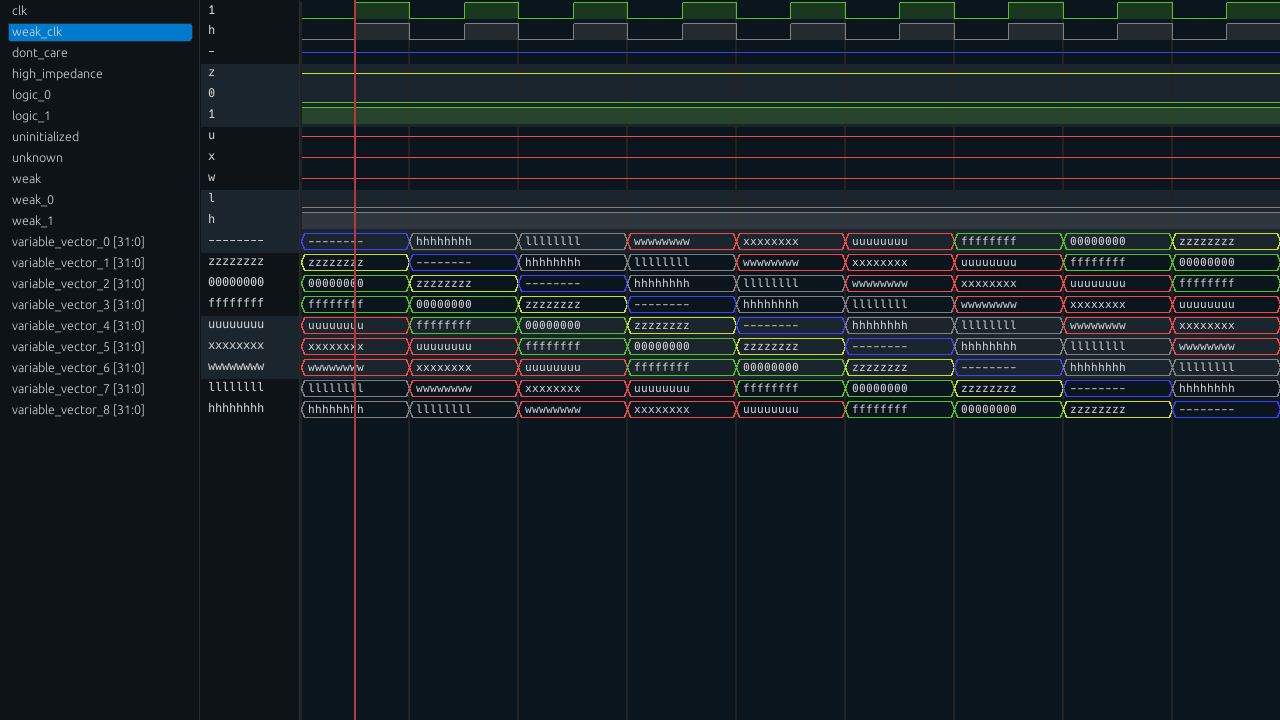 clk 1
weak_clk h
dont_care -
high_impedance z
logic_0 0
logic_1 1
uninitialized u
unknown x
weak w
weak_0 l
weak_1 h
variable_vector_0 [31:0] -------- -------- hhhhhhhh llllllll wwwwwwww xxxxxxxx uuuuuuuu ffffffff 00000000 zzzzzzzz
variable_vector_1 [31:0] zzzzzzzz zzzzzzzz -------- hhhhhhhh llllllll wwwwwwww xxxxxxxx uuuuuuuu ffffffff 00000000
variable_vector_2 [31:0] 00000000 00000000 zzzzzzzz -------- hhhhhhhh llllllll wwwwwwww xxxxxxxx uuuuuuuu ffffffff
variable_vector_3 [31:0] ffffffff ffffffff 00000000 zzzzzzzz -------- hhhhhhhh llllllll wwwwwwww xxxxxxxx uuuuuuuu
variable_vector_4 [31:0] uuuuuuuu uuuuuuuu ffffffff 00000000 zzzzzzzz -------- hhhhhhhh llllllll wwwwwwww xxxxxxxx
variable_vector_5 [31:0] xxxxxxxx xxxxxxxx uuuuuuuu ffffffff 00000000 zzzzzzzz -------- hhhhhhhh llllllll wwwwwwww
variable_vector_6 [31:0] wwwwwwww wwwwwwww xxxxxxxx uuuuuuuu ffffffff 00000000 zzzzzzzz -------- hhhhhhhh llllllll
variable_vector_7 [31:0] llllllll llllllll wwwwwwww xxxxxxxx uuuuuuuu ffffffff 00000000 zzzzzzzz -------- hhhhhhhh
variable_vector_8 [31:0] hhhhhhhh hhhhhhhh llllllll wwwwwwww xxxxxxxx uuuuuuuu ffffffff 00000000 zzzzzzzz --------